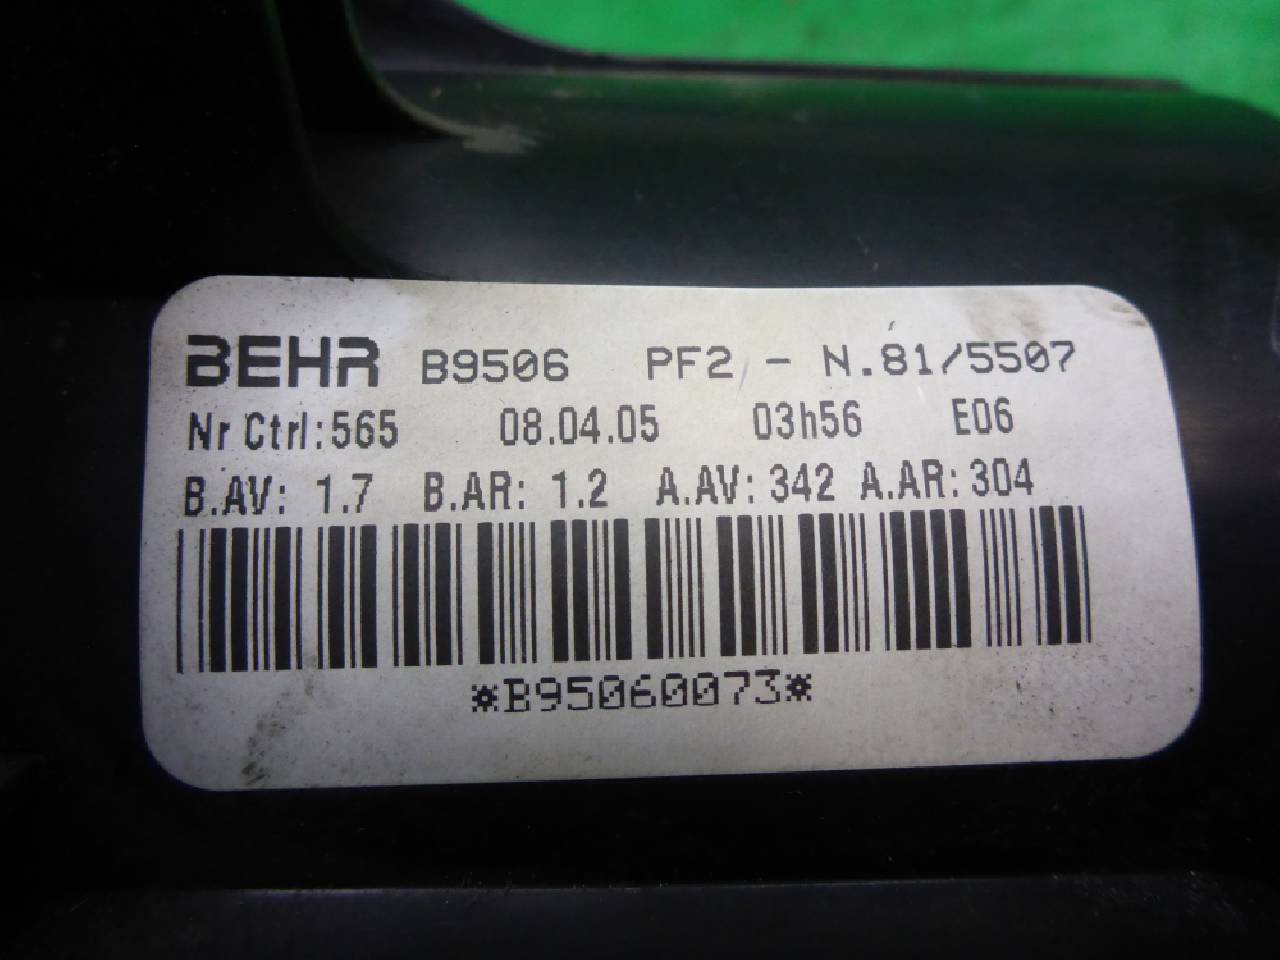 BEHR B9506 PF2 - N.81/5507
Nr Ctrl:565 08.04.05 03h56 E06
B.AV: 1.7 B.AR: 1.2 A.AV:342 A.AR:304
*B95060073*